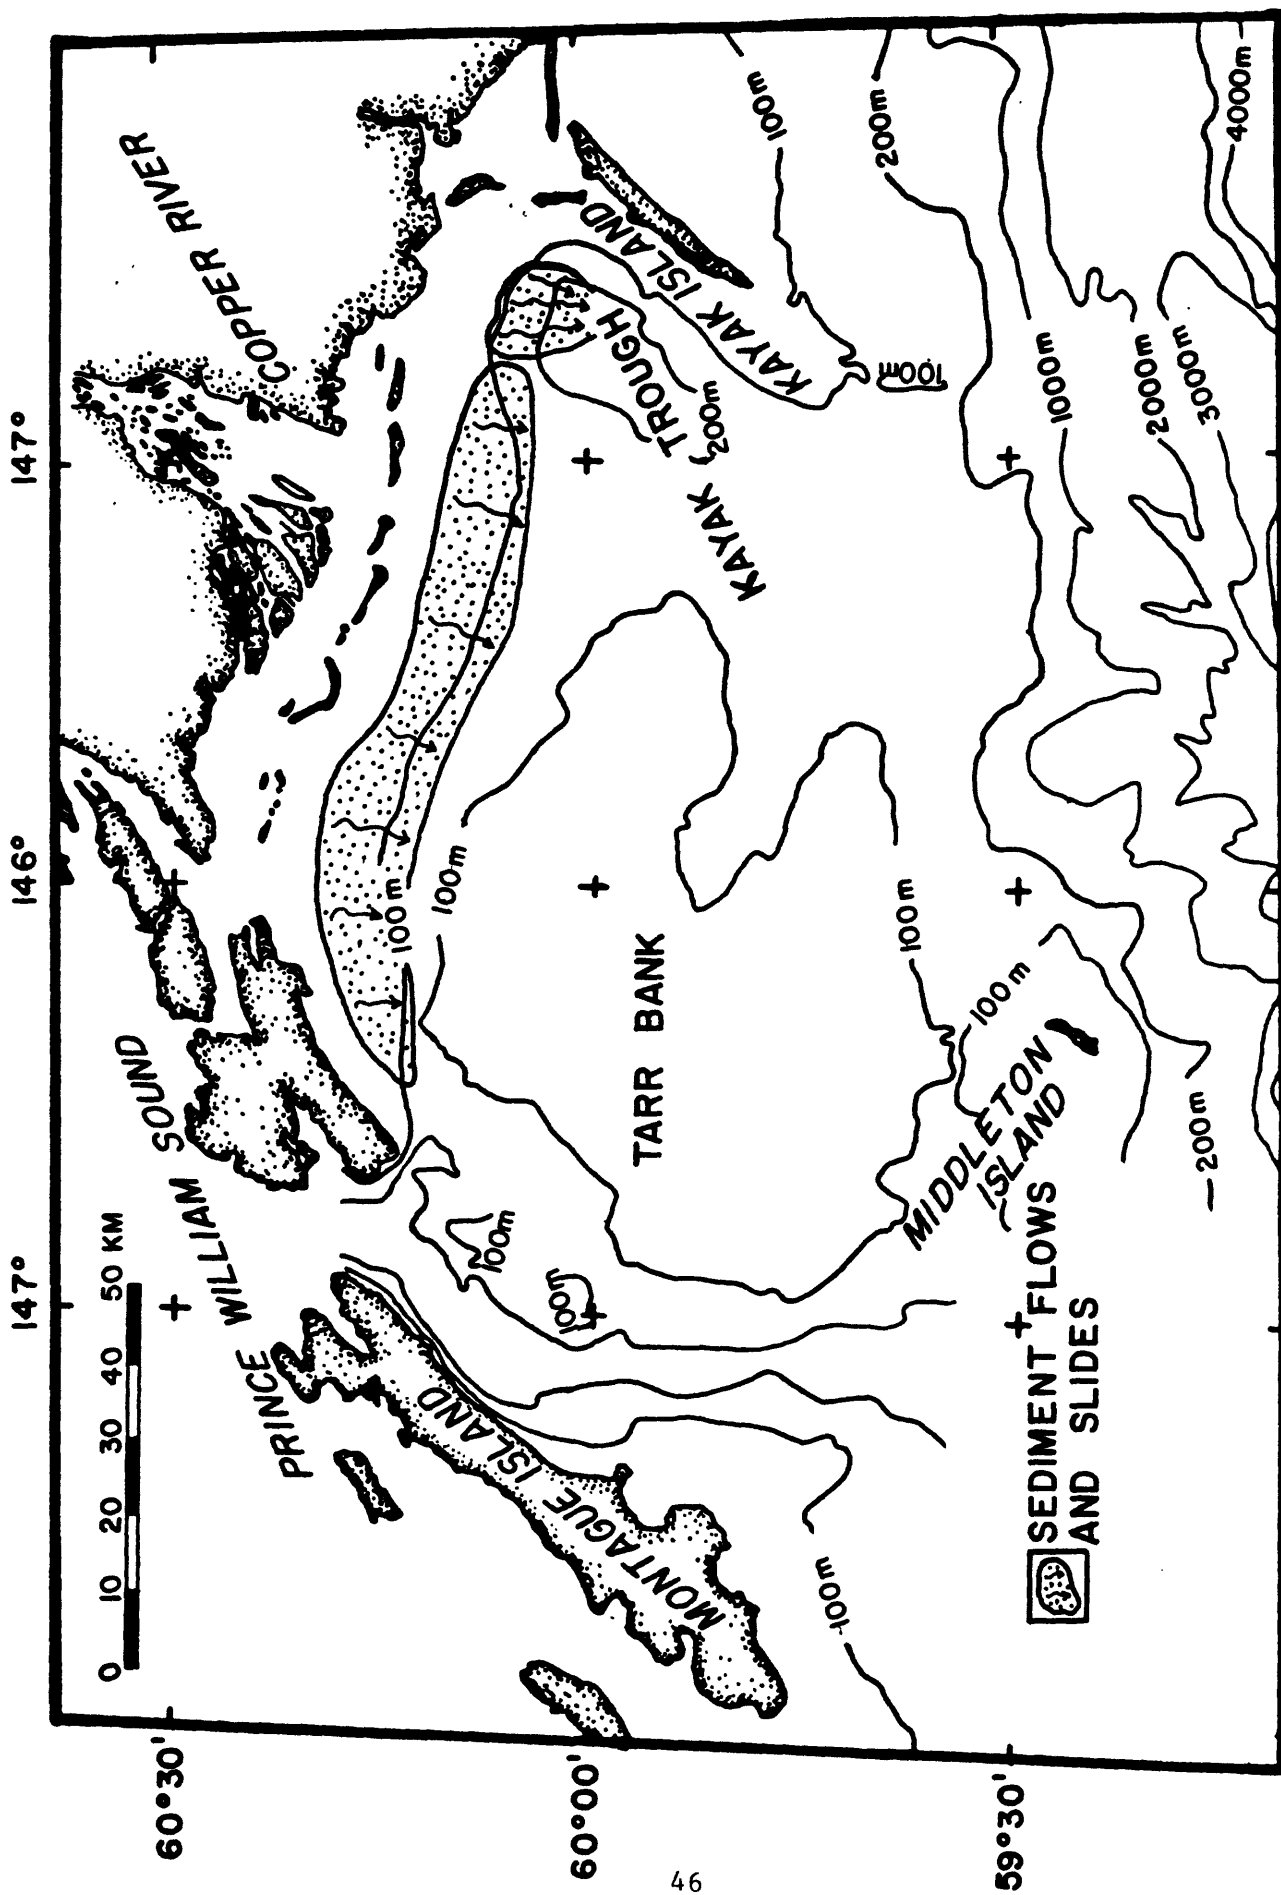 147°
146°
147°
60°30'
60°00'
59°30'
0 10 20 30 40 50 KM
PRINCE WILLIAM SOUND
COPPER RIVER
MONTAGUE ISLAND
KAYAK ISLAND
KAYAK TROUGH
TARR BANK
MIDDLETON
ISLAND
100m
100m
100m
100m
100m
100m
100m
100m
100m
200m
200m
200m
1000m
2000m
3000m
4000m
SEDIMENT FLOWS
AND SLIDES
46